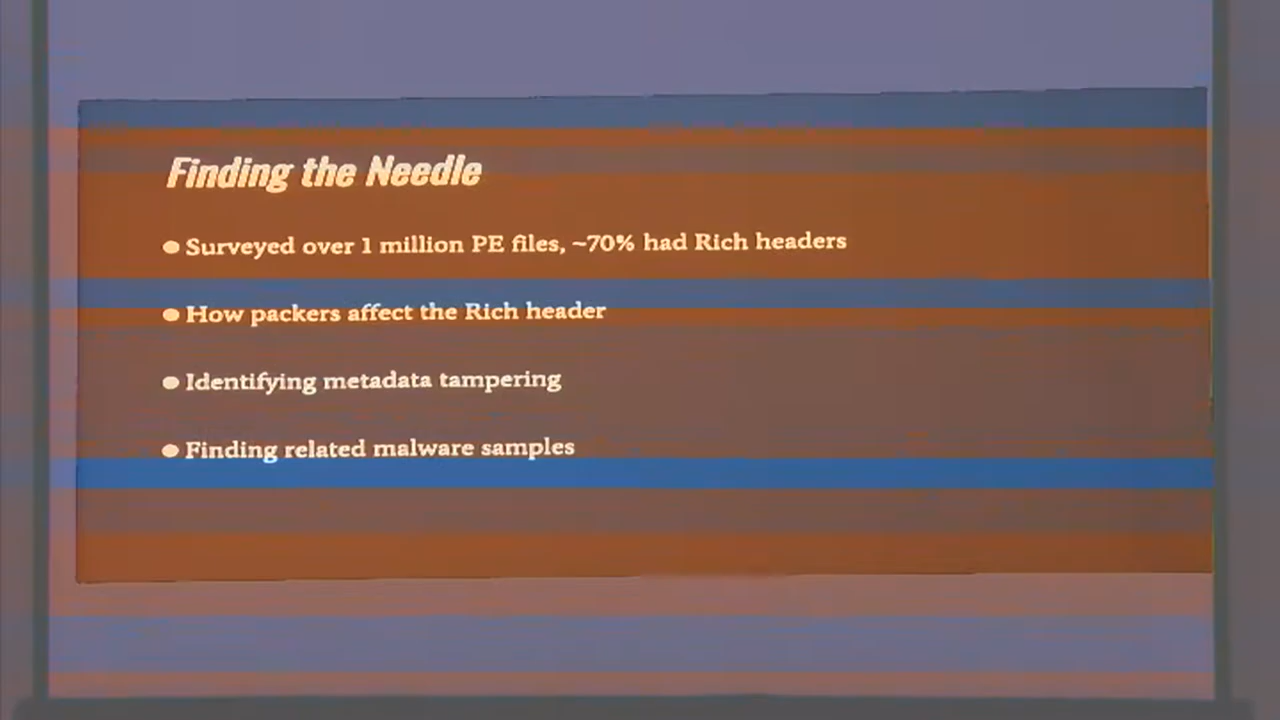 Finding the Needle
● Surveyed over 1 million PE files, ~70% had Rich headers
● How packers affect the Rich header
● Identifying metadata tampering
● Finding related malware samples